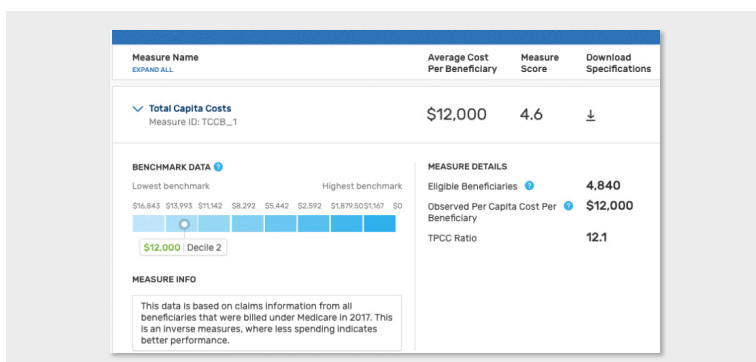 Measure Name
EXPAND ALL
Average Cost
Per Beneficiary
Measure
Score
Download
Specifications
Total Capita Costs
Measure ID: TCCB_1
$12,000
4.6
BENCHMARK DATA ?
Lowest benchmark
Highest benchmark
$16,843 $13,993 $11,142 $8,292 $5,442 $2,592 $1,879.50 $1,167 $0
$12,000 | Decile 2
MEASURE INFO
This data is based on claims information from all
beneficiaries that were billed under Medicare in 2017. This
is an inverse measures, where less spending indicates
better performance.
MEASURE DETAILS
Eligible Beneficiaries ? 4,840
Observed Per Capita Cost Per ? $12,000
Beneficiary
TPCC Ratio 12.1